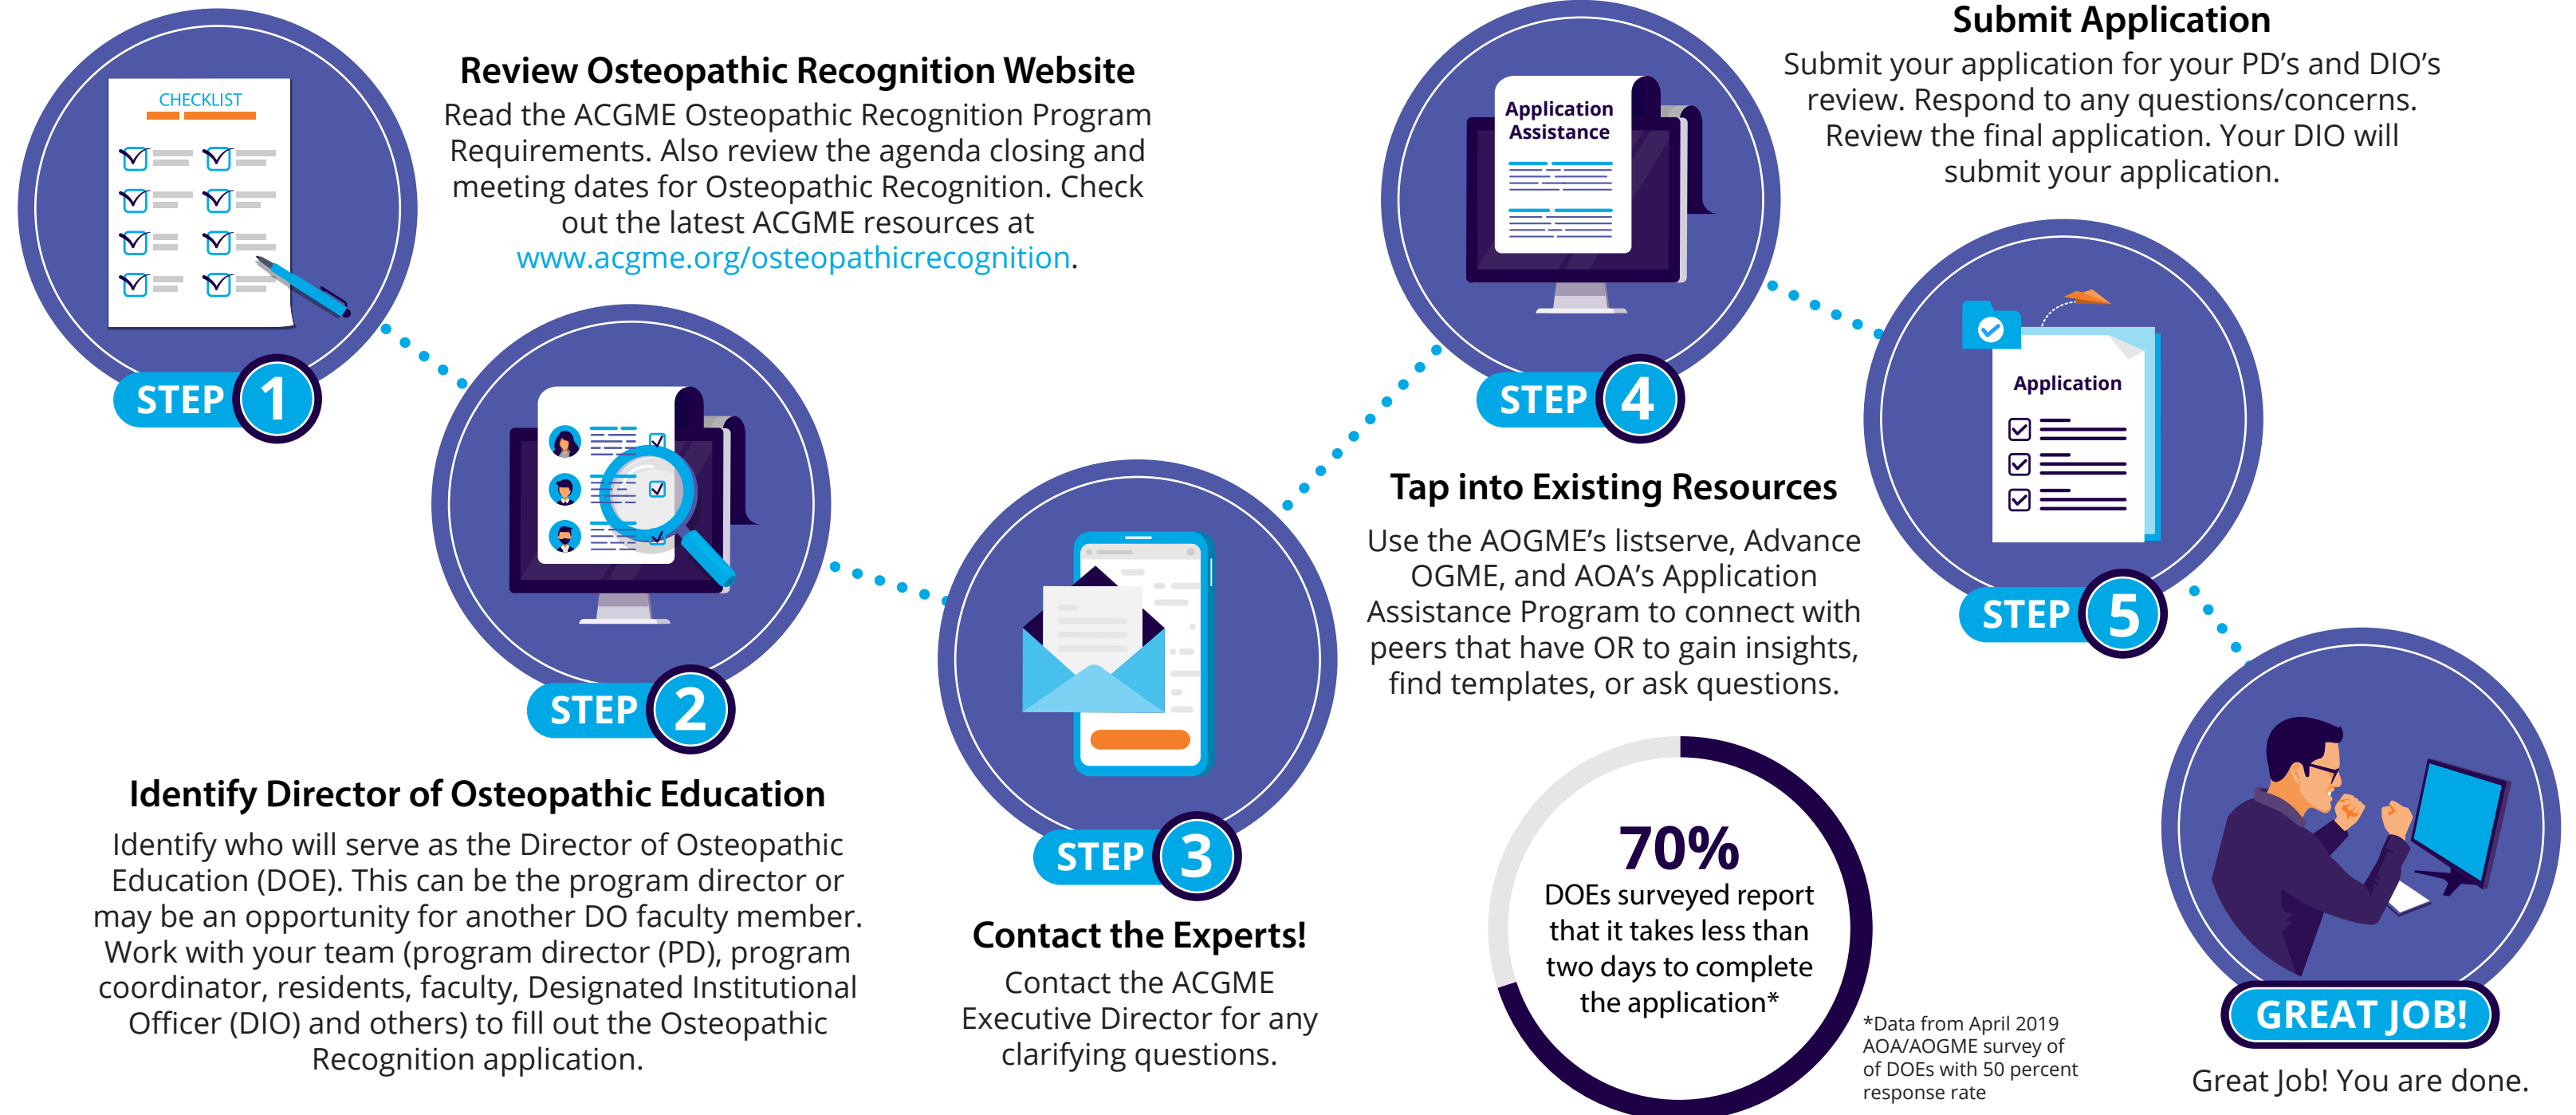 CHECKLIST
STEP 1
Review Osteopathic Recognition Website
Read the ACGME Osteopathic Recognition Program
Requirements. Also review the agenda closing and
meeting dates for Osteopathic Recognition. Check
out the latest ACGME resources at
www.acgme.org/osteopathicrecognition.
STEP 2
Identify Director of Osteopathic Education
Identify who will serve as the Director of Osteopathic
Education (DOE). This can be the program director or
may be an opportunity for another DO faculty member.
Work with your team (program director (PD), program
coordinator, residents, faculty, Designated Institutional
Officer (DIO) and others) to fill out the Osteopathic
Recognition application.
STEP 3
Contact the Experts!
Contact the ACGME
Executive Director for any
clarifying questions.
Application
Assistance
STEP 4
Tap into Existing Resources
Use the AOGME’s listserve, Advance
OGME, and AOA’s Application
Assistance Program to connect with
peers that have OR to gain insights,
find templates, or ask questions.
70%
DOEs surveyed report
that it takes less than
two days to complete
the application*
*Data from April 2019
AOA/AOGME survey of
of DOEs with 50 percent
response rate
Submit Application
Submit your application for your PD’s and DIO’s
review. Respond to any questions/concerns.
Review the final application. Your DIO will
submit your application.
Application
STEP 5
GREAT JOB!
Great Job! You are done.